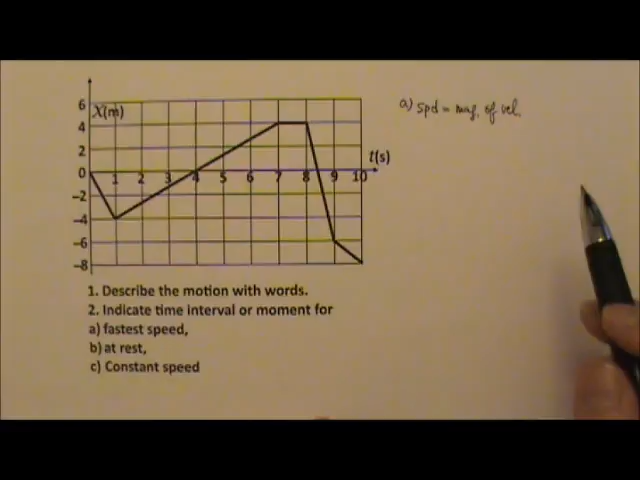 6
X(m)
4
2
t(s)
0 1 2 3 4 5 6 7 8 9 10
−2
−4
−6
−8
a) spd = mag. of vel.
1. Describe the motion with words.
2. Indicate time interval or moment for
a) fastest speed,
b) at rest,
c) Constant speed